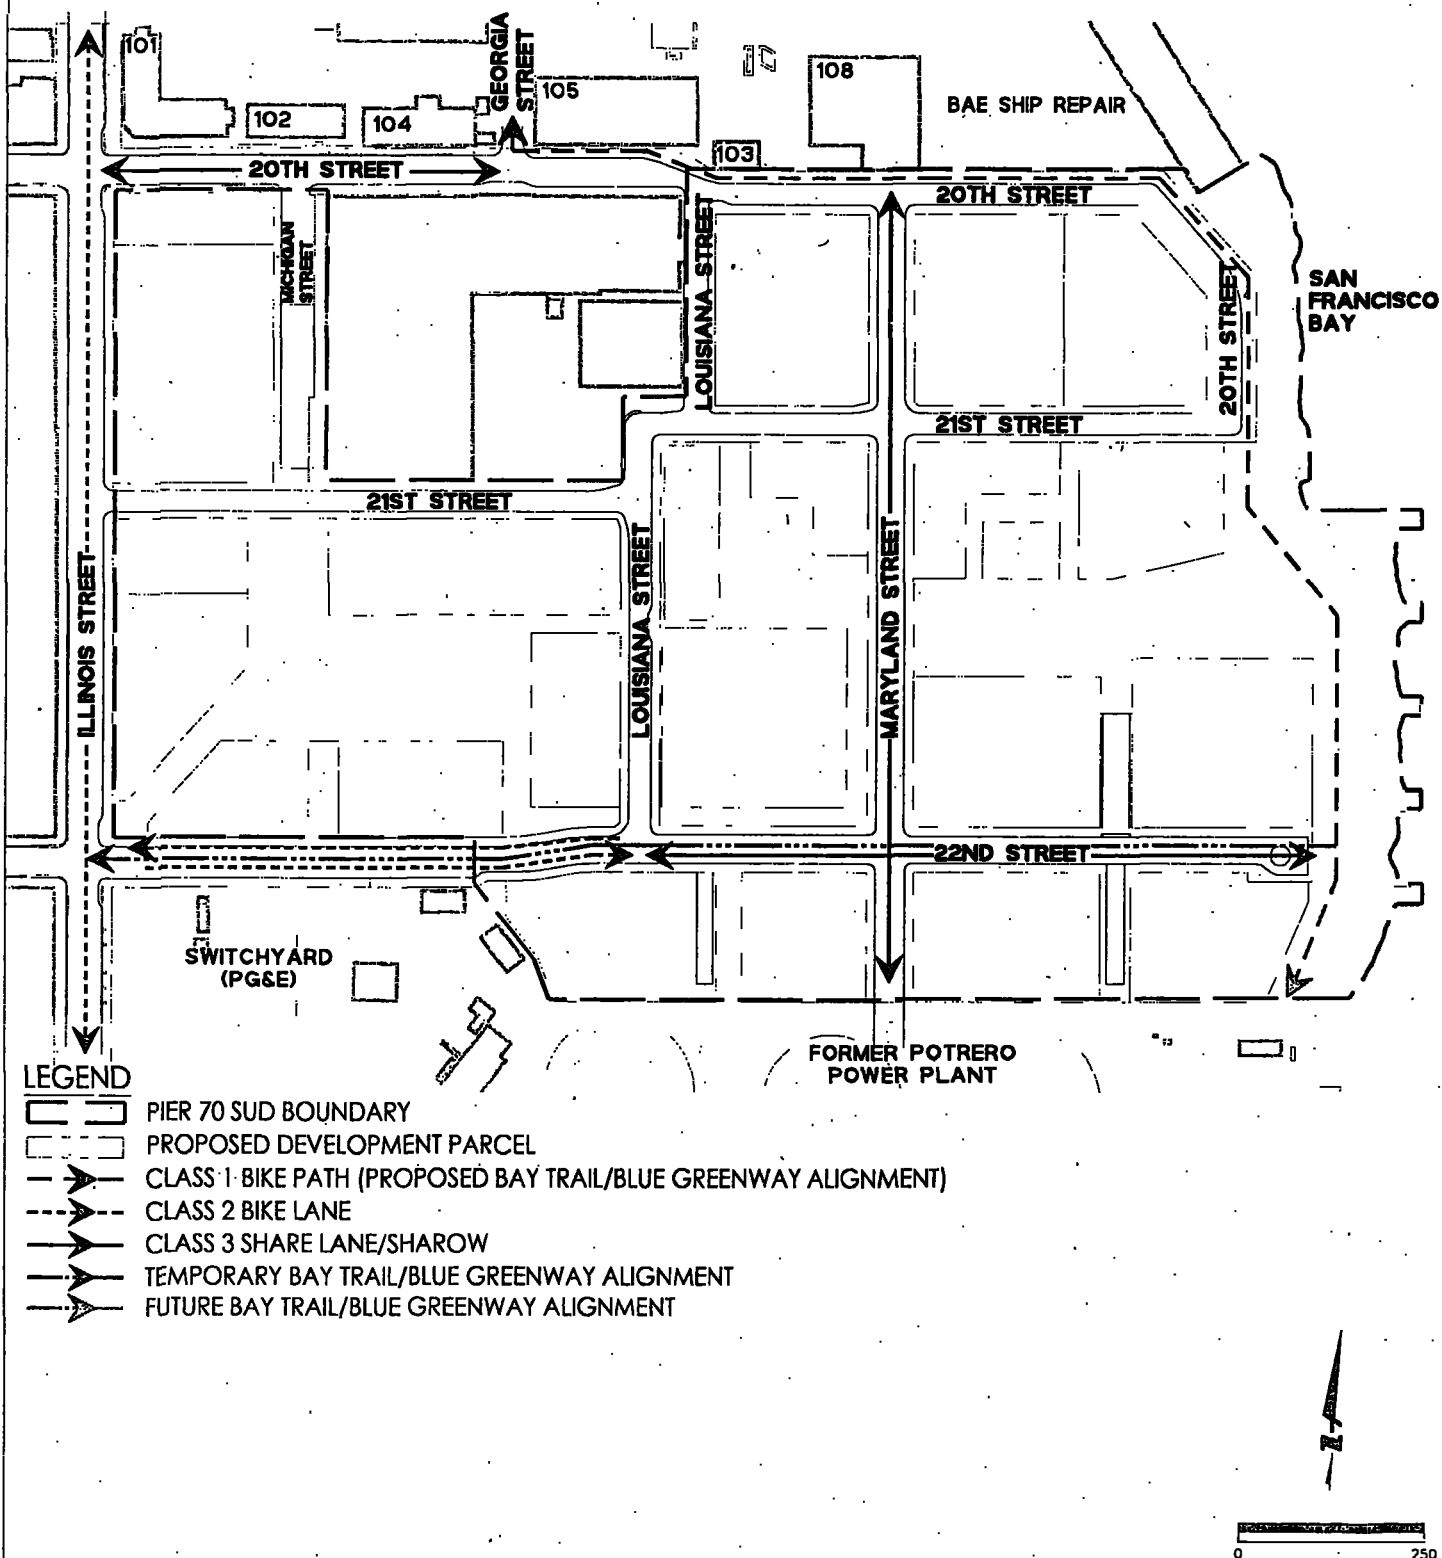 GEORGIA
STREET
101
102
104
105
108
BAE SHIP REPAIR
103
20TH STREET
20TH STREET
MICHIGAN
STREET
LOUISIANA STREET
20TH STREET
SAN
FRANCISCO
BAY
21ST STREET
21ST STREET
ILLINOIS STREET
LOUISIANA STREET
MARYLAND STREET
22ND STREET
SWITCHYARD
(PG&E)
FORMER POTRERO
POWER PLANT
LEGEND
PIER 70 SUD BOUNDARY
PROPOSED DEVELOPMENT PARCEL
CLASS 1 BIKE PATH (PROPOSED BAY TRAIL/BLUE GREENWAY ALIGNMENT)
CLASS 2 BIKE LANE
CLASS 3 SHARE LANE/SHAROW
TEMPORARY BAY TRAIL/BLUE GREENWAY ALIGNMENT
FUTURE BAY TRAIL/BLUE GREENWAY ALIGNMENT
N
0 250